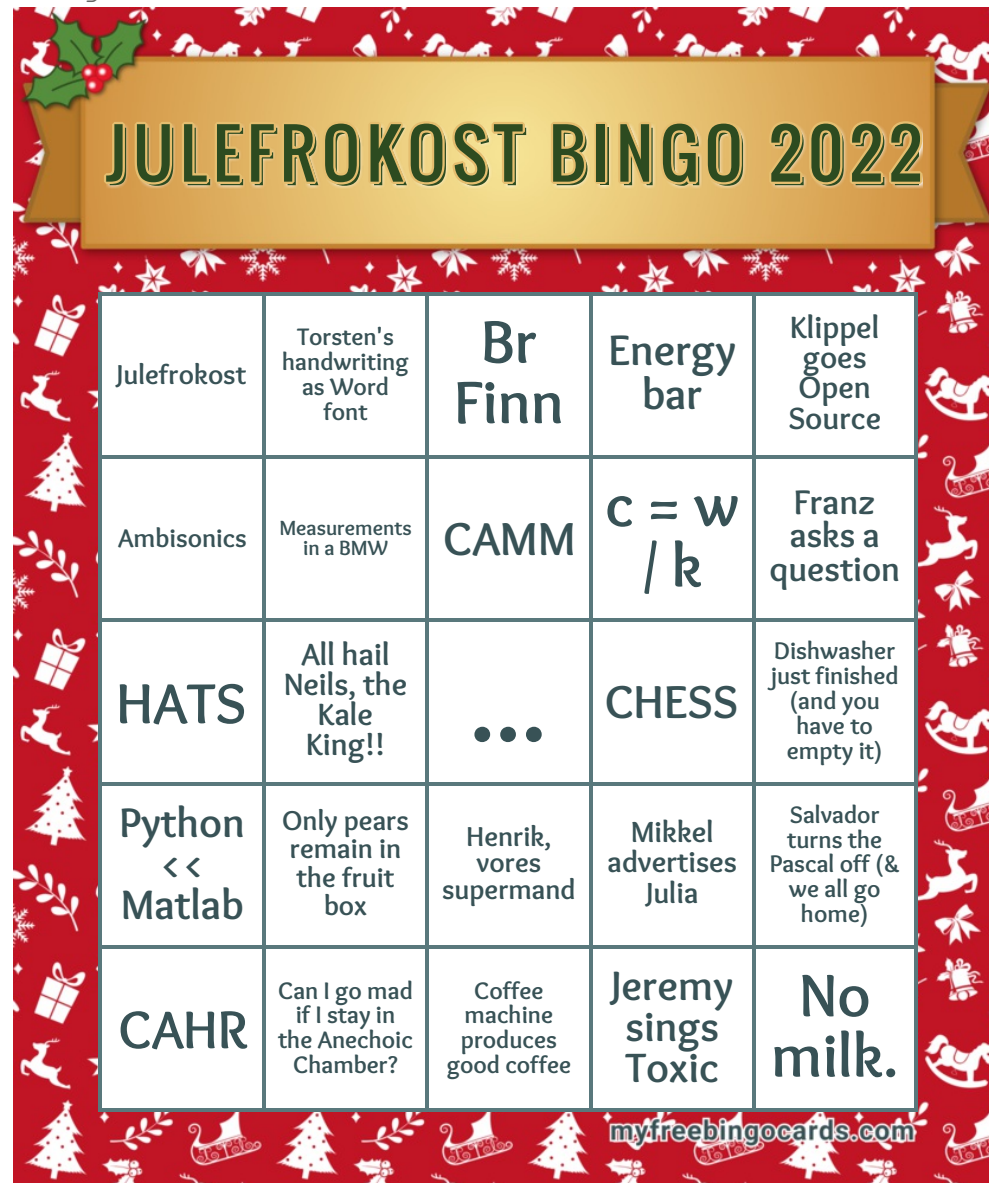 JULEFROKOST BINGO 2022
Julefrokost
Torsten's
handwriting
as Word
font
Br
Finn
Energy
bar
Klippel
goes
Open
Source
Ambisonics
Measurements
in a BMW
CAMM
c = w
/ k
Franz
asks a
question
HATS
All hail
Neils, the
Kale
King!!
...
CHESS
Dishwasher
just finished
(and you
have to
empty it)
Python
<<
Matlab
Only pears
remain in
the fruit
box
Henrik,
vores
supermand
Mikkel
advertises
Julia
Salvador
turns the
Pascal off (&
we all go
home)
CAHR
Can I go mad
if I stay in
the Anechoic
Chamber?
Coffee
machine
produces
good coffee
Jeremy
sings
Toxic
No
milk.
myfreebingocards.com